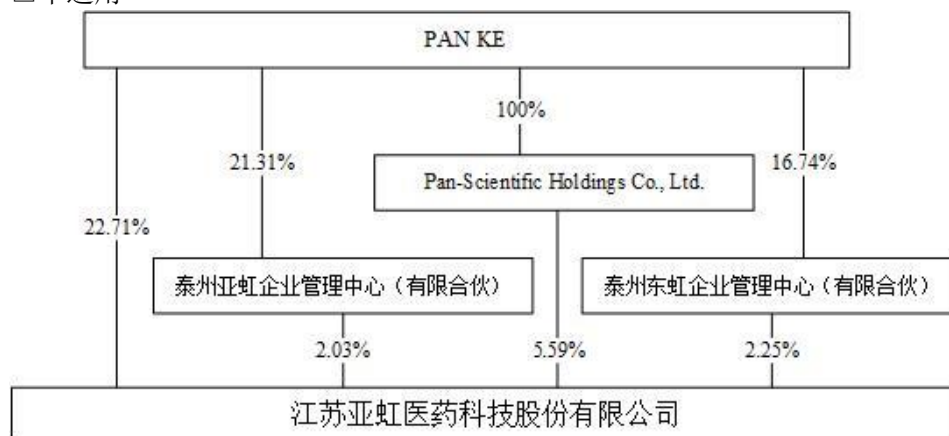 PAN KE
100%
21.31%
16.74%
Pan-Scientific Holdings Co., Ltd.
22.71%
泰州亚虹企业管理中心（有限合伙）
泰州东虹企业管理中心（有限合伙）
2.03%
5.59%
2.25%
江苏亚虹医药科技股份有限公司